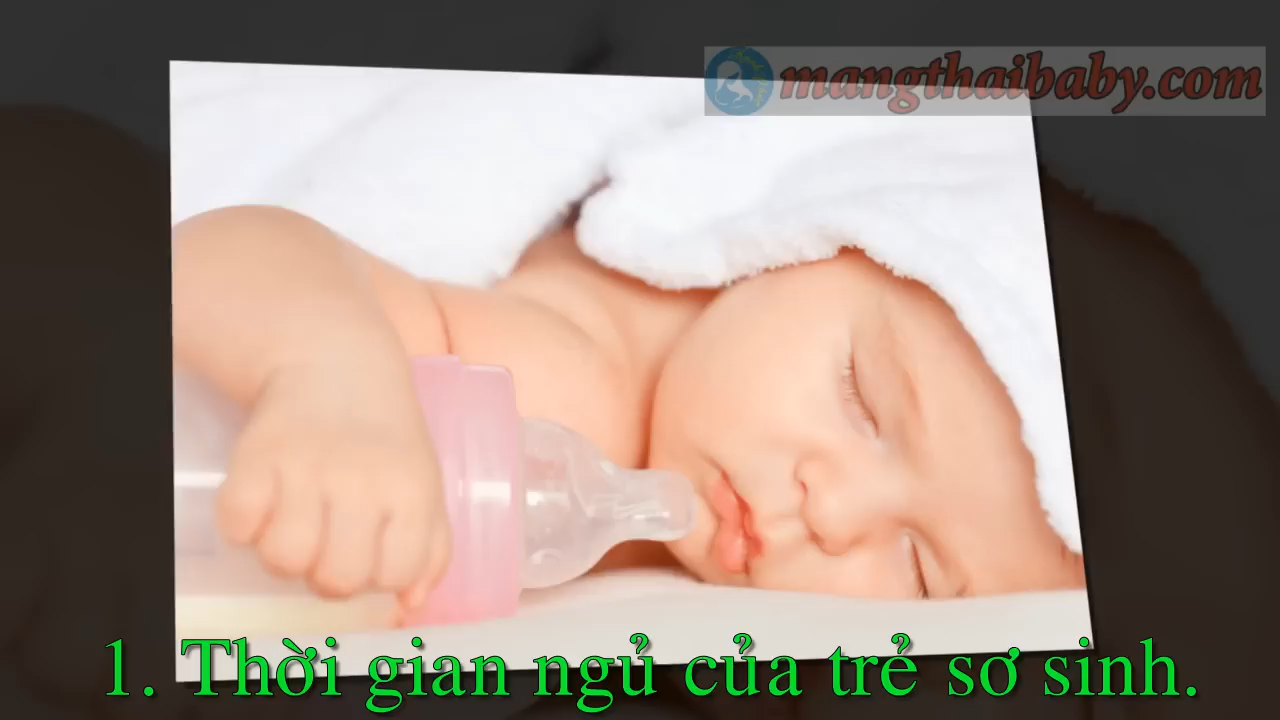 mangthaibaby.com
1. Thời gian ngủ của trẻ sơ sinh.